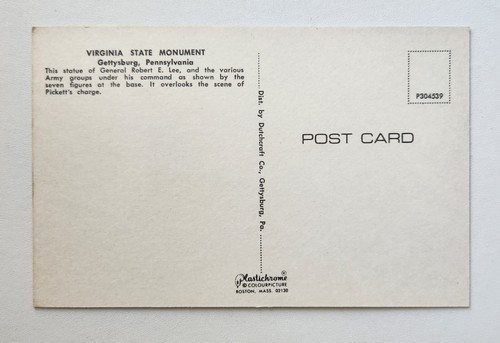 VIRGINIA STATE MONUMENT
Gettysburg, Pennsylvania
This statue of General Robert E. Lee, and the various
Army groups under his command as shown by the
seven figures at the base. It overlooks the scene of
Pickett's charge.
Dist. by Dutchcraft Co., Gettysburg, Pa.
P304539
POST CARD
Plastichrome®
© COLOURPICTURE
BOSTON, MASS. 02130